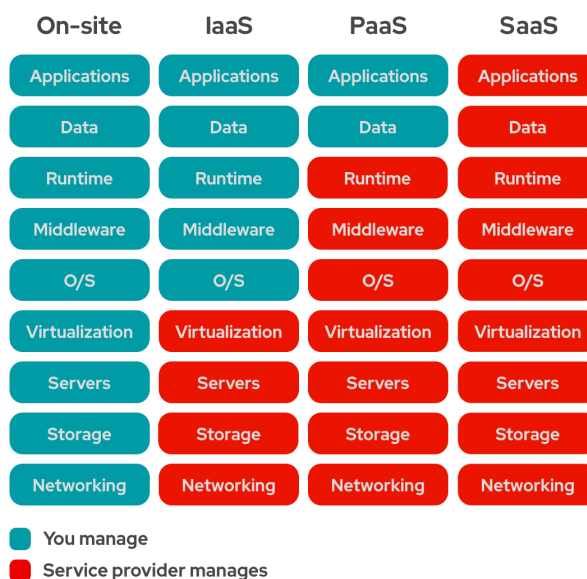 On-site IaaS PaaS SaaS
Applications Applications Applications Applications
Data Data Data Data
Runtime Runtime Runtime Runtime
Middleware Middleware Middleware Middleware
O/S O/S O/S O/S
Virtualization Virtualization Virtualization Virtualization
Servers Servers Servers Servers
Storage Storage Storage Storage
Networking Networking Networking Networking
You manage
Service provider manages